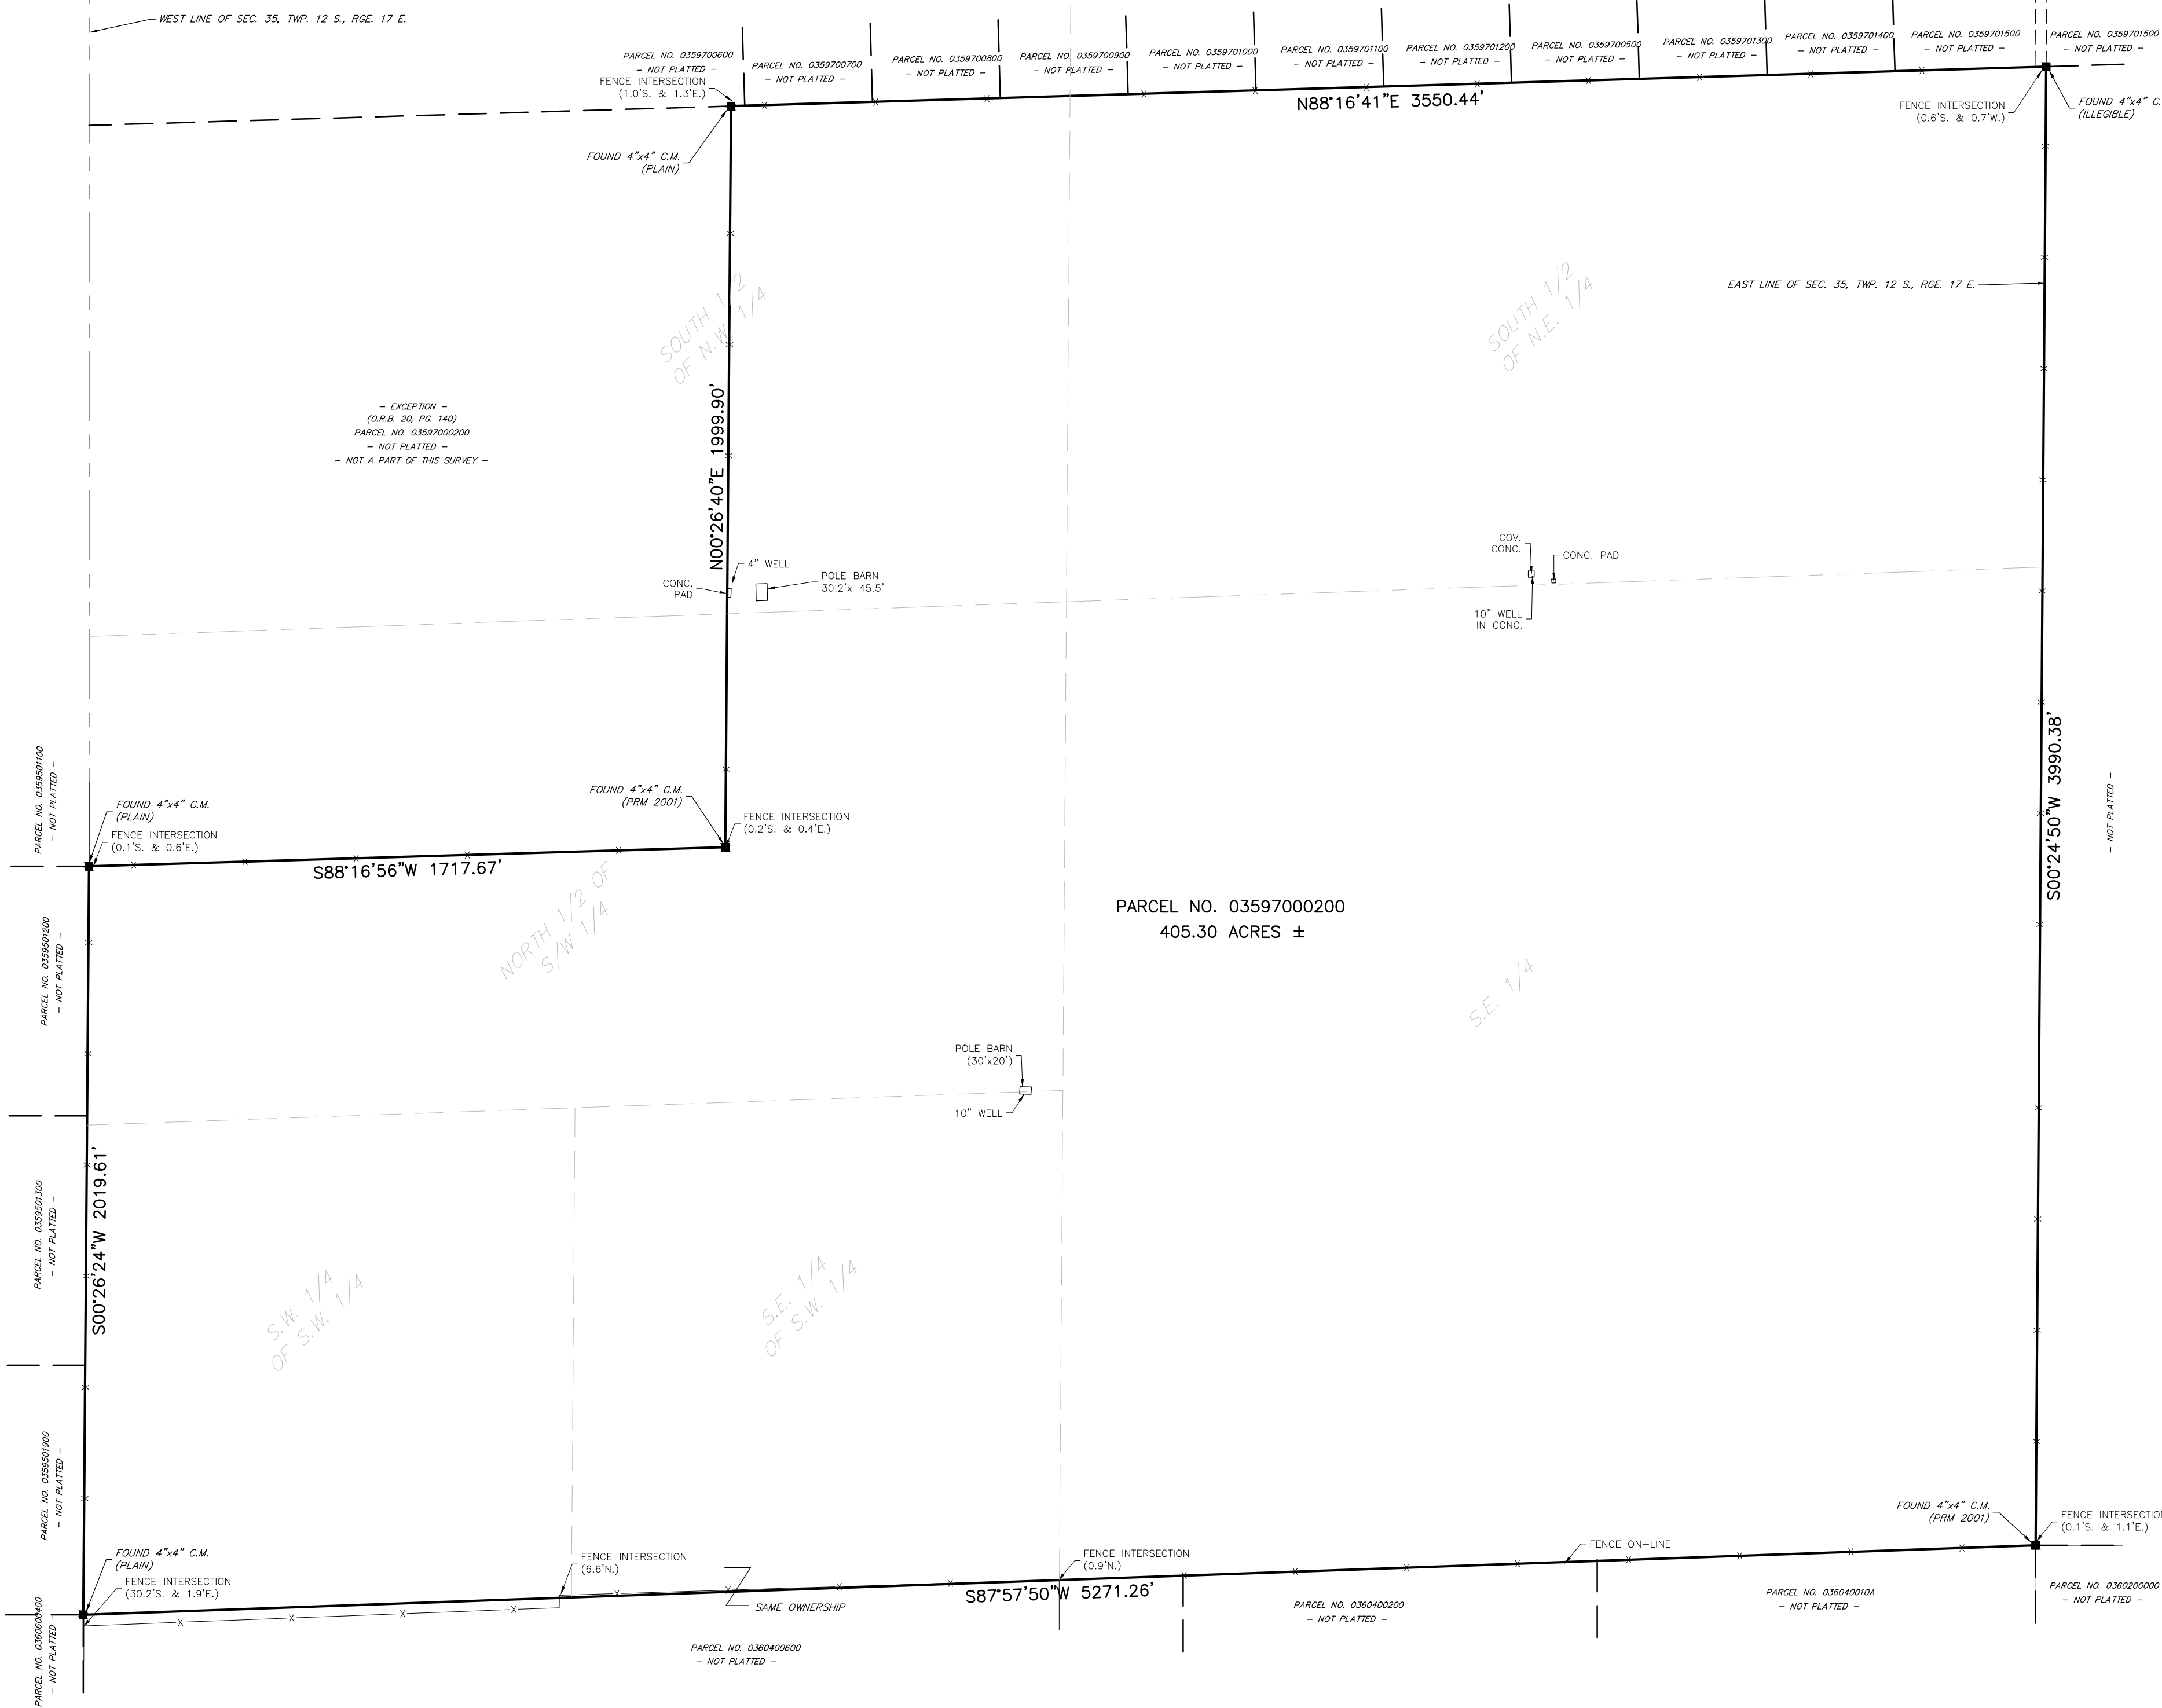 WEST LINE OF SEC. 35, TWP. 12 S., RGE. 17 E.
PARCEL NO. 0359700600
- NOT PLATTED -
PARCEL NO. 0359700700
- NOT PLATTED -
PARCEL NO. 0359700800
- NOT PLATTED -
PARCEL NO. 0359700900
- NOT PLATTED -
PARCEL NO. 0359701000
- NOT PLATTED -
PARCEL NO. 0359701100
- NOT PLATTED -
PARCEL NO. 0359701200
- NOT PLATTED -
PARCEL NO. 0359700500
- NOT PLATTED -
PARCEL NO. 0359701300
- NOT PLATTED -
PARCEL NO. 0359701400
- NOT PLATTED -
PARCEL NO. 0359701500
- NOT PLATTED -
PARCEL NO. 0359701500
- NOT PLATTED -
FENCE INTERSECTION
(1.0'S. & 1.3'E.)
N88°16'41"E 3550.44'
FENCE INTERSECTION
(0.6'S. & 0.7'W.)
FOUND 4"x4" C.
(ILLEGIBLE)
FOUND 4"x4" C.M.
(PLAIN)
SOUTH 1/2
OF N.W. 1/4
SOUTH 1/2
OF N.E. 1/4
EAST LINE OF SEC. 35, TWP. 12 S., RGE. 17 E.
- EXCEPTION -
(O.R.B. 20, PG. 140)
PARCEL NO. 03597000200
- NOT PLATTED -
- NOT A PART OF THIS SURVEY -
N00°26'40"E 1999.90'
4" WELL
CONC.
PAD
POLE BARN
30.2'x 45.5'
COV.
CONC.
CONC. PAD
10" WELL
IN CONC.
S00°24'50"W 3990.38'
- NOT PLATTED -
PARCEL NO. 0359501100
- NOT PLATTED -
FOUND 4"x4" C.M.
(PLAIN)
FENCE INTERSECTION
(0.1'S. & 0.6'E.)
FOUND 4"x4" C.M.
(PRM 2001)
FENCE INTERSECTION
(0.2'S. & 0.4'E.)
S88°16'56"W 1717.67'
NORTH 1/2 OF
S/W 1/4
PARCEL NO. 03597000200
405.30 ACRES ±
PARCEL NO. 0359501200
- NOT PLATTED -
S.E. 1/4
POLE BARN
(30'x20')
10" WELL
S00°26'24"W 2019.61'
PARCEL NO. 0359501300
- NOT PLATTED -
S.W. 1/4
OF S.W. 1/4
S.E. 1/4
OF S.W. 1/4
PARCEL NO. 0359501900
- NOT PLATTED -
FOUND 4"x4" C.M.
(PRM 2001)
FENCE INTERSECTION
(0.1'S. & 1.1'E.)
FENCE ON-LINE
FOUND 4"x4" C.M.
(PLAIN)
FENCE INTERSECTION
(30.2'S. & 1.9'E.)
FENCE INTERSECTION
(6.6'N.)
FENCE INTERSECTION
(0.9'N.)
S87°57'50"W 5271.26'
SAME OWNERSHIP
PARCEL NO. 0360600400
- NOT PLATTED -
PARCEL NO. 0360400600
- NOT PLATTED -
PARCEL NO. 0360400200
- NOT PLATTED -
PARCEL NO. 036040010A
- NOT PLATTED -
PARCEL NO. 0360200000
- NOT PLATTED -